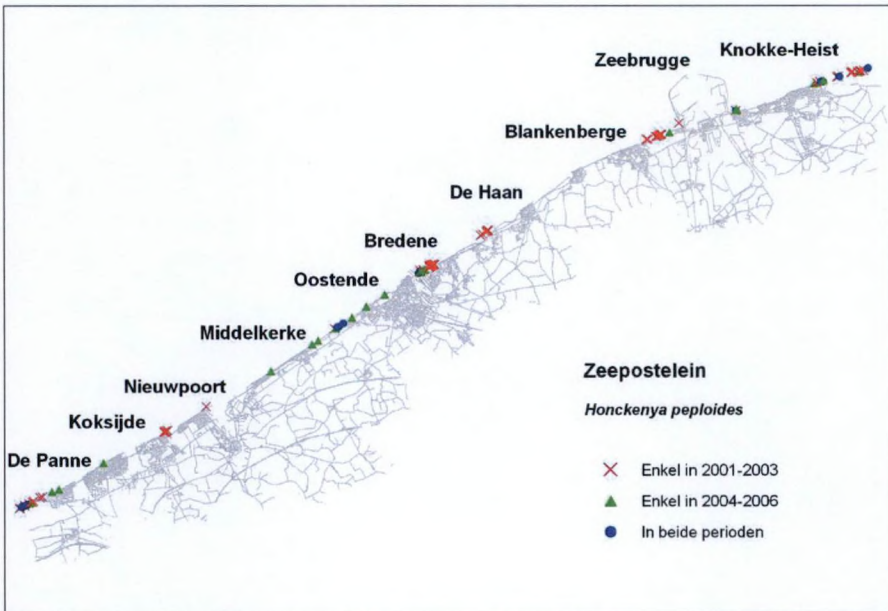 Knokke-Heist
Zeebrugge
Blankenberge
De Haan
Bredene
Oostende
Middelkerke
Nieuwpoort
Koksijde
De Panne
Zeepostelein
Honckenya peploides
Enkel in 2001-2003
Enkel in 2004-2006
In beide perioden